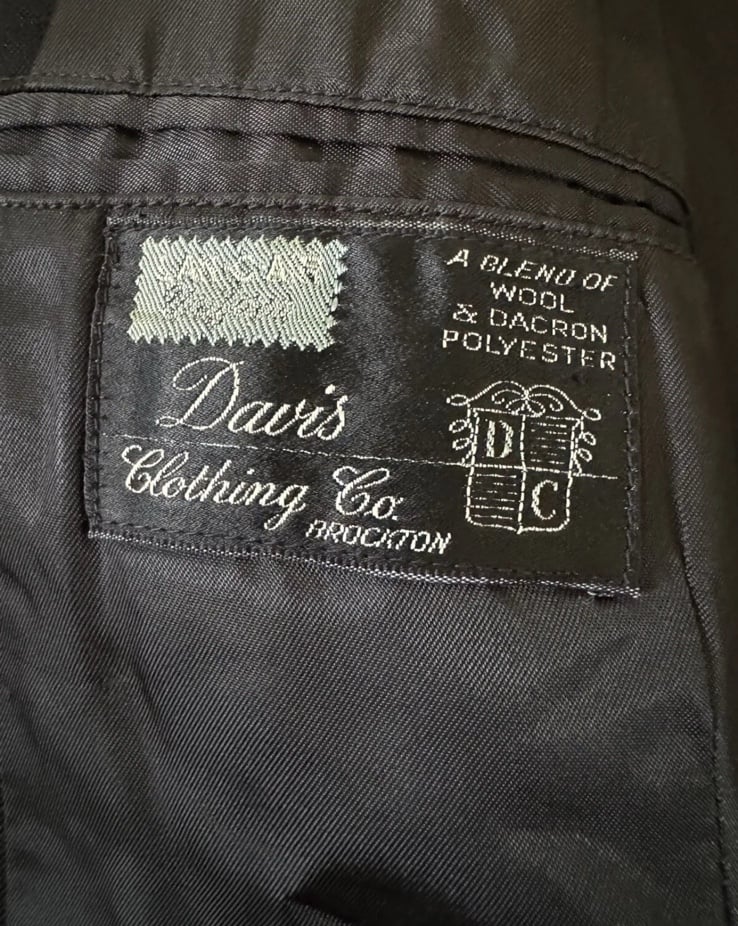 A BLEND OF
WOOL
& DACRON
POLYESTER
Davis
Clothing Co.
BROCKTON
D
C